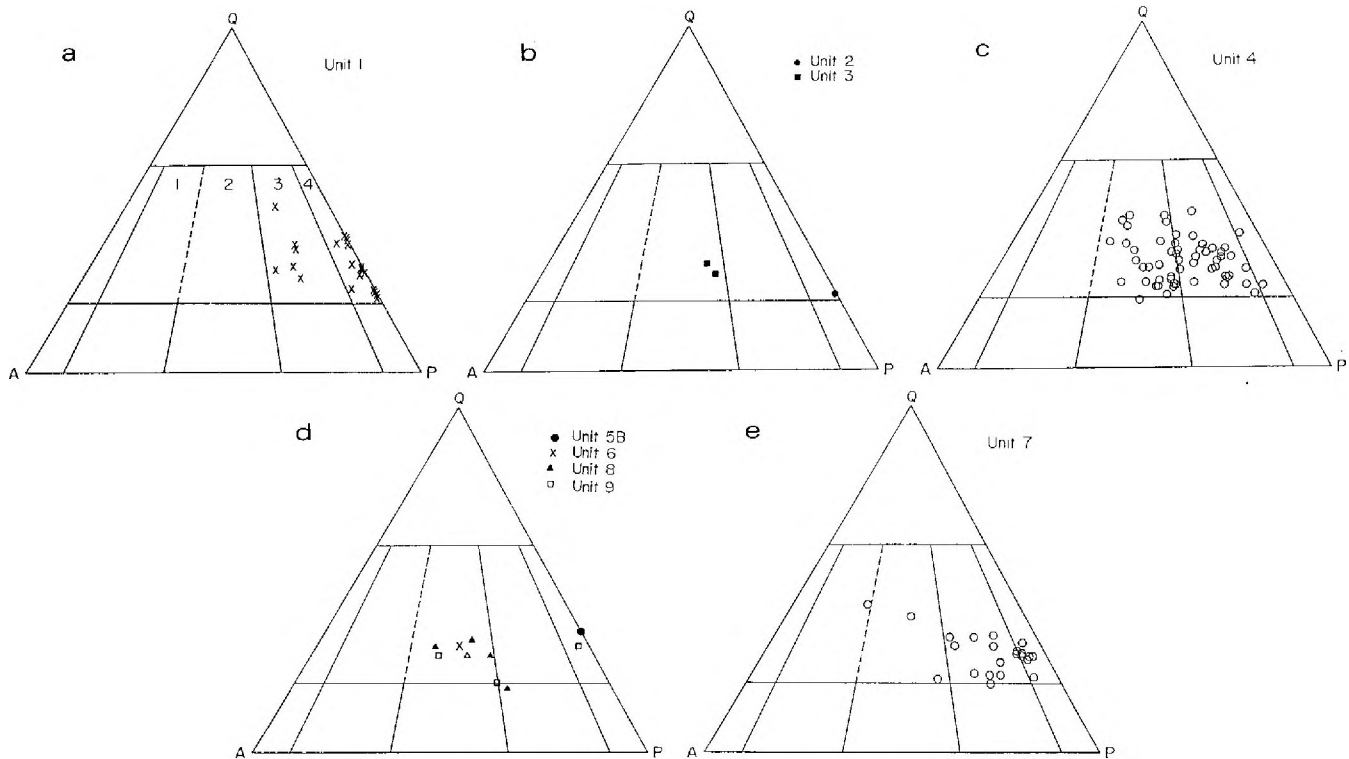 a
Q
Unit 1
1 2 3 4
A P
b
Q
Unit 2
Unit 3
A P
c
Q
Unit 4
A P
d
Q
Unit 5B
Unit 6
Unit 8
Unit 9
A P
e
Q
Unit 7
A P